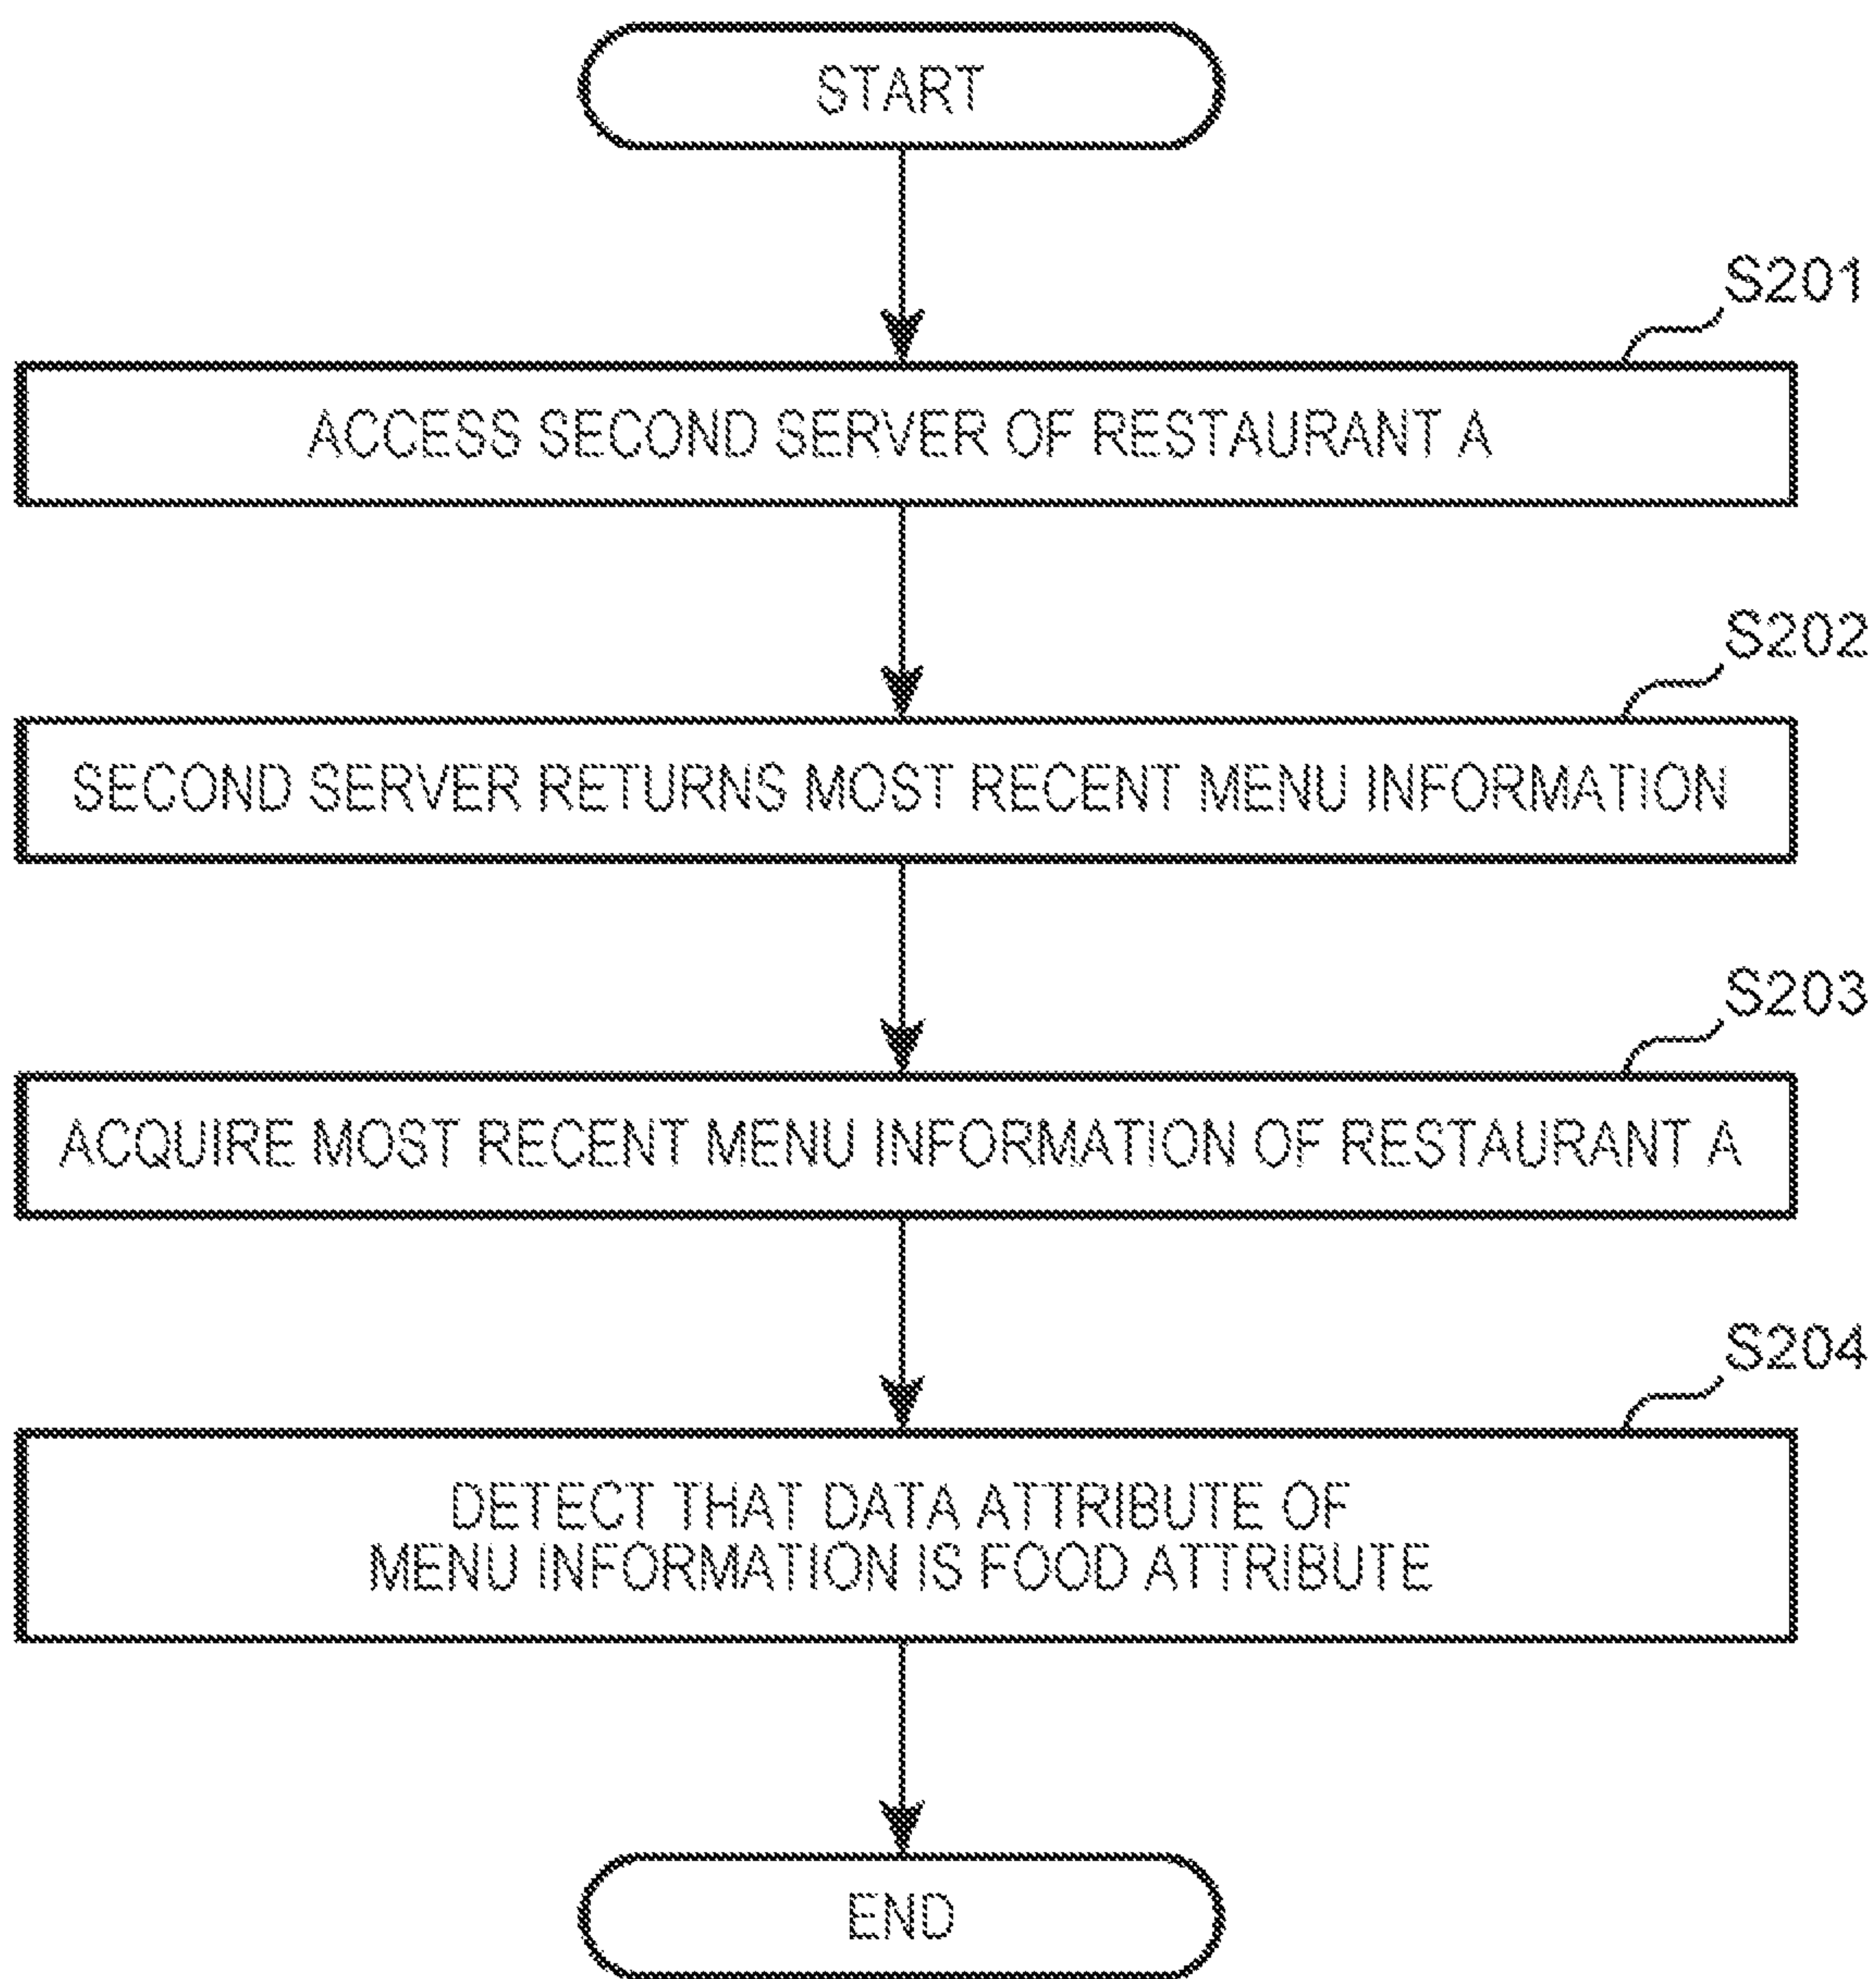 START
S201
ACCESS SECOND SERVER OF RESTAURANT A
S202
SECOND SERVER RETURNS MOST RECENT MENU INFORMATION
S203
ACQUIRE MOST RECENT MENU INFORMATION OF RESTAURANT A
S204
DETECT THAT DATA ATTRIBUTE OF
MENU INFORMATION IS FOOD ATTRIBUTE
END